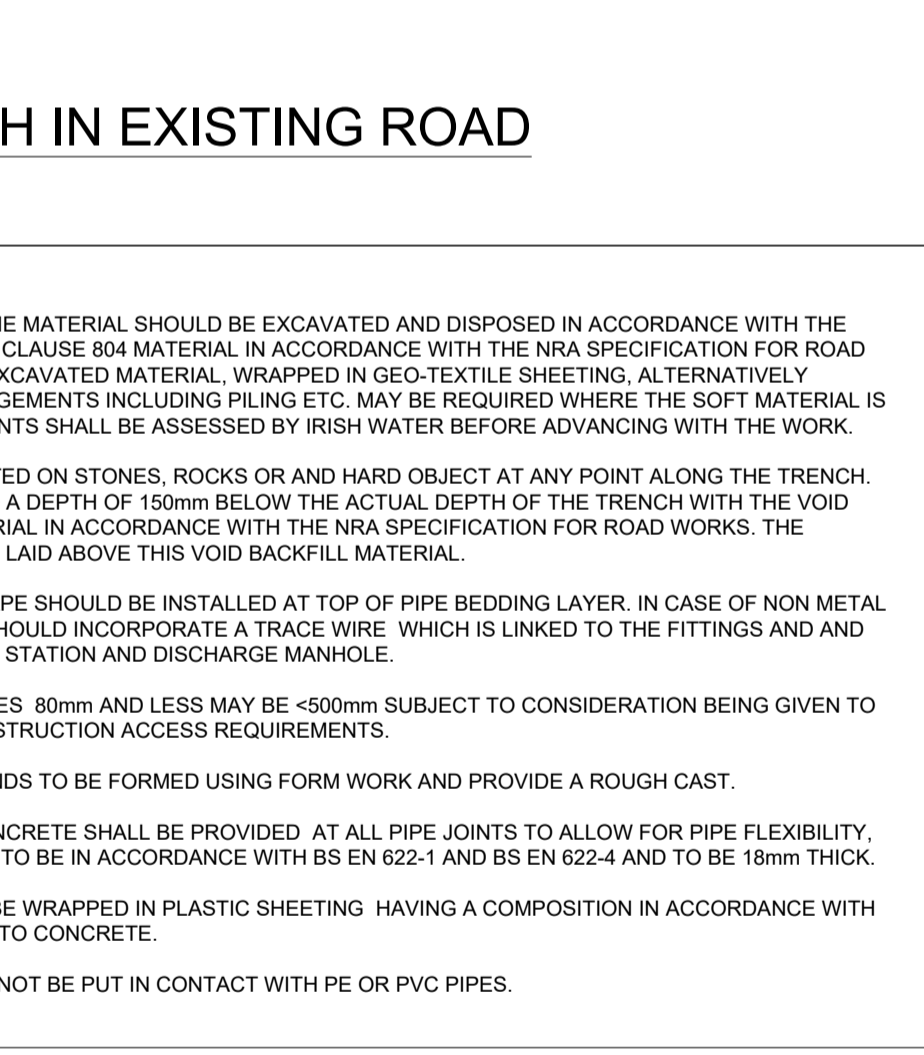 H IN EXISTING ROAD
HE MATERIAL SHOULD BE EXCAVATED AND DISPOSED IN ACCORDANCE WITH THE
CLAUSE 804 MATERIAL IN ACCORDANCE WITH THE NRA SPECIFICATION FOR ROAD
XCAVATED MATERIAL, WRAPPED IN GEO-TEXTILE SHEETING, ALTERNATIVELY
GEMENTS INCLUDING PILING ETC. MAY BE REQUIRED WHERE THE SOFT MATERIAL IS
NTS SHALL BE ASSESSED BY IRISH WATER BEFORE ADVANCING WITH THE WORK.
TED ON STONES, ROCKS OR AND HARD OBJECT AT ANY POINT ALONG THE TRENCH.
A DEPTH OF 150mm BELOW THE ACTUAL DEPTH OF THE TRENCH WITH THE VOID
RIAL IN ACCORDANCE WITH THE NRA SPECIFICATION FOR ROAD WORKS. THE
LAID ABOVE THIS VOID BACKFILL MATERIAL.
PE SHOULD BE INSTALLED AT TOP OF PIPE BEDDING LAYER. IN CASE OF NON METAL
HOULD INCORPORATE A TRACE WIRE WHICH IS LINKED TO THE FITTINGS AND AND
STATION AND DISCHARGE MANHOLE.
ES 80mm AND LESS MAY BE <500mm SUBJECT TO CONSIDERATION BEING GIVEN TO
STRUCTION ACCESS REQUIREMENTS.
NDS TO BE FORMED USING FORM WORK AND PROVIDE A ROUGH CAST.
NCRETE SHALL BE PROVIDED AT ALL PIPE JOINTS TO ALLOW FOR PIPE FLEXIBILITY,
TO BE IN ACCORDANCE WITH BS EN 622-1 AND BS EN 622-4 AND TO BE 18mm THICK.
BE WRAPPED IN PLASTIC SHEETING HAVING A COMPOSITION IN ACCORDANCE WITH
TO CONCRETE.
NOT BE PUT IN CONTACT WITH PE OR PVC PIPES.